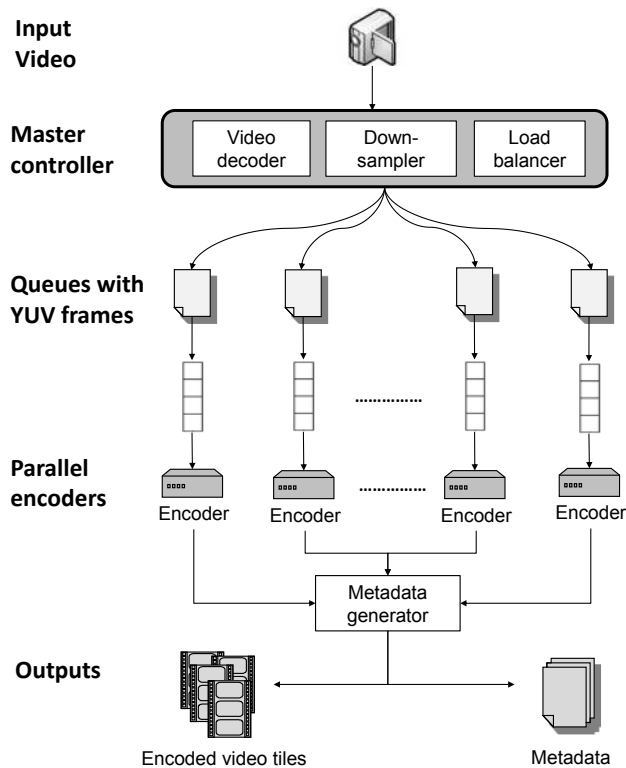 Input
Video
Master
controller
Video
decoder
Down-
sampler
Load
balancer
Queues with
YUV frames
Parallel
encoders
Encoder
Encoder
Encoder
Encoder
Metadata
generator
Outputs
Encoded video tiles
Metadata